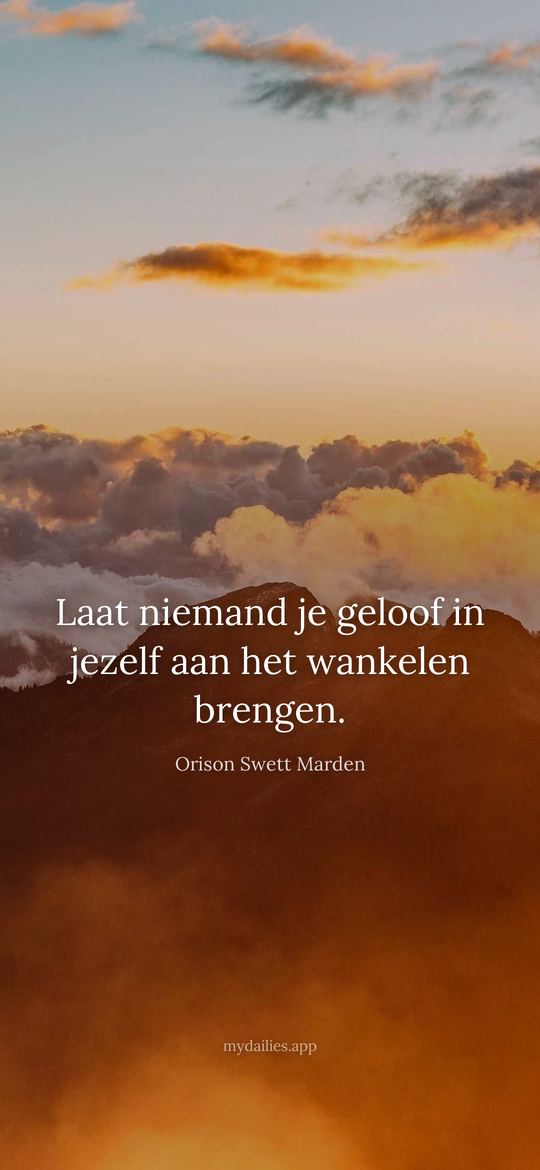 Laat niemand je geloof in
jezelf aan het wankelen
brengen.
Orison Swett Marden
mydailies.app